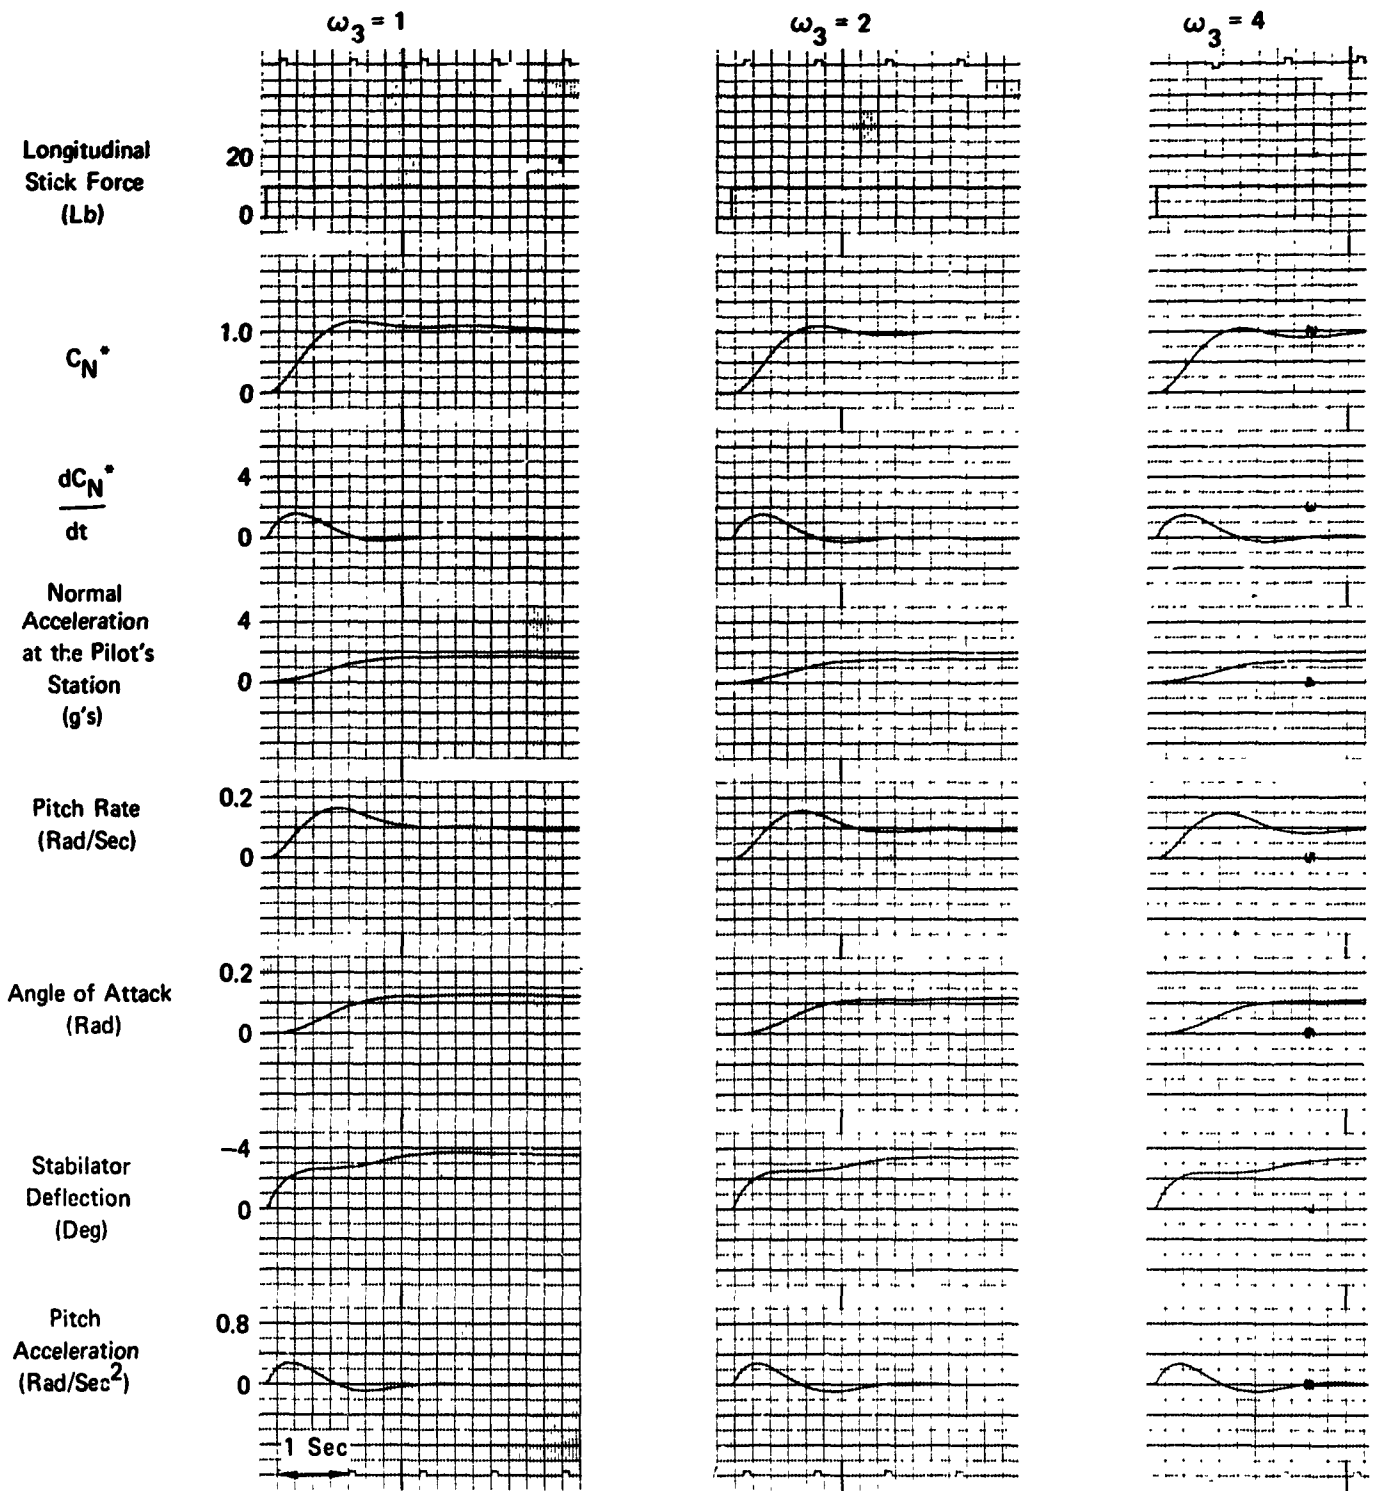 ω3 = 1
ω3 = 2
ω3 = 4
Longitudinal
Stick Force
(Lb)
20
0
CN*
1.0
0
dCN*
dt
4
0
Normal
Acceleration
at the Pilot's
Station
(g's)
4
0
Pitch Rate
(Rad/Sec)
0.2
0
Angle of Attack
(Rad)
0.2
0
Stabilator
Deflection
(Deg)
−4
0
Pitch
Acceleration
(Rad/Sec2)
0.8
0
1 Sec